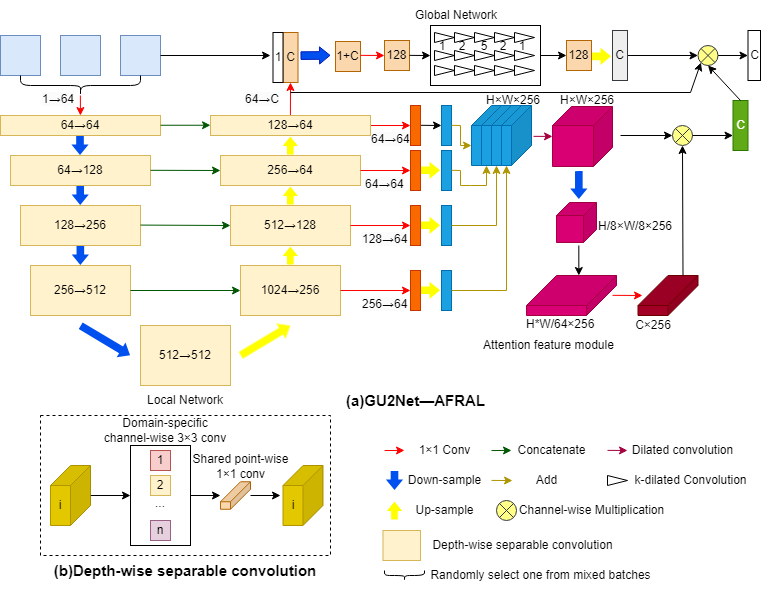 Global Network
1
C
1+C
128
1 2 5 2 1
128
C
C
1→64
64→C
H×W×256
H×W×256
64→64
128→64
64→64
C
64→128
256→64
64→64
128→256
512→128
128→64
H/8×W/8×256
256→512
1024→256
256→64
H*W/64×256
C×256
512→512
Attention feature module
Local Network
(a)GU2Net—AFRAL
Domain-specific
channel-wise 3×3 conv
1
Shared point-wise
1×1 conv
2
i
...
n
i
(b)Depth-wise separable convolution
1×1 Conv
Concatenate
Dilated convolution
Down-sample
Add
k-dilated Convolution
Up-sample
Channel-wise Multiplication
Depth-wise separable convolution
Randomly select one from mixed batches